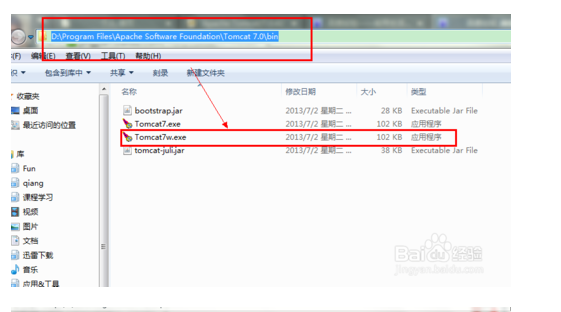 D:\Program Files\Apache Software Foundation\Tomcat 7.0\bin
(F) 编辑(E) 查看(V) 工具(T) 帮助(H)
织 包含到库中 共享 刻录 新建文件夹
名称 修改日期 大小 类型
bootstrap.jar 2013/7/2 星期二 ... 28 KB Executable Jar File
Tomcat7.exe 2013/7/2 星期二 ... 102 KB 应用程序
Tomcat7w.exe 2013/7/2 星期二 ... 102 KB 应用程序
tomcat-juli.jar 2013/7/2 星期二 ... 38 KB Executable Jar File
收藏夹
桌面
最近访问的位置
库
Fun
qiang
课程学习
视频
图片
文档
迅雷下载
音乐
应用&工具
Baidu 经验
jingyan.baidu.com